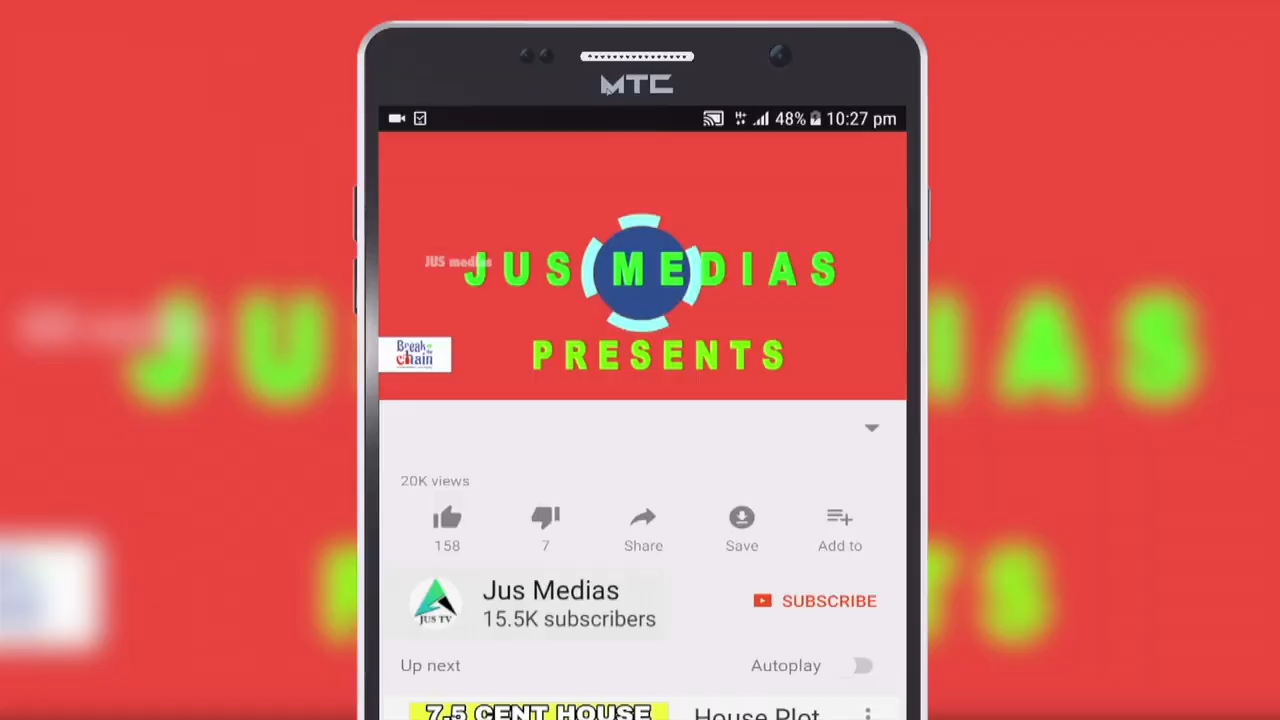 MTC
48% 10:27 pm
JUS medias
JUS MEDIAS
Break the chain
PRESENTS
20K views
158
7
Share
Save
Add to
Jus Medias
15.5K subscribers
JUS TV
SUBSCRIBE
Up next
Autoplay
7.5 CENT HOUSE
House Plot